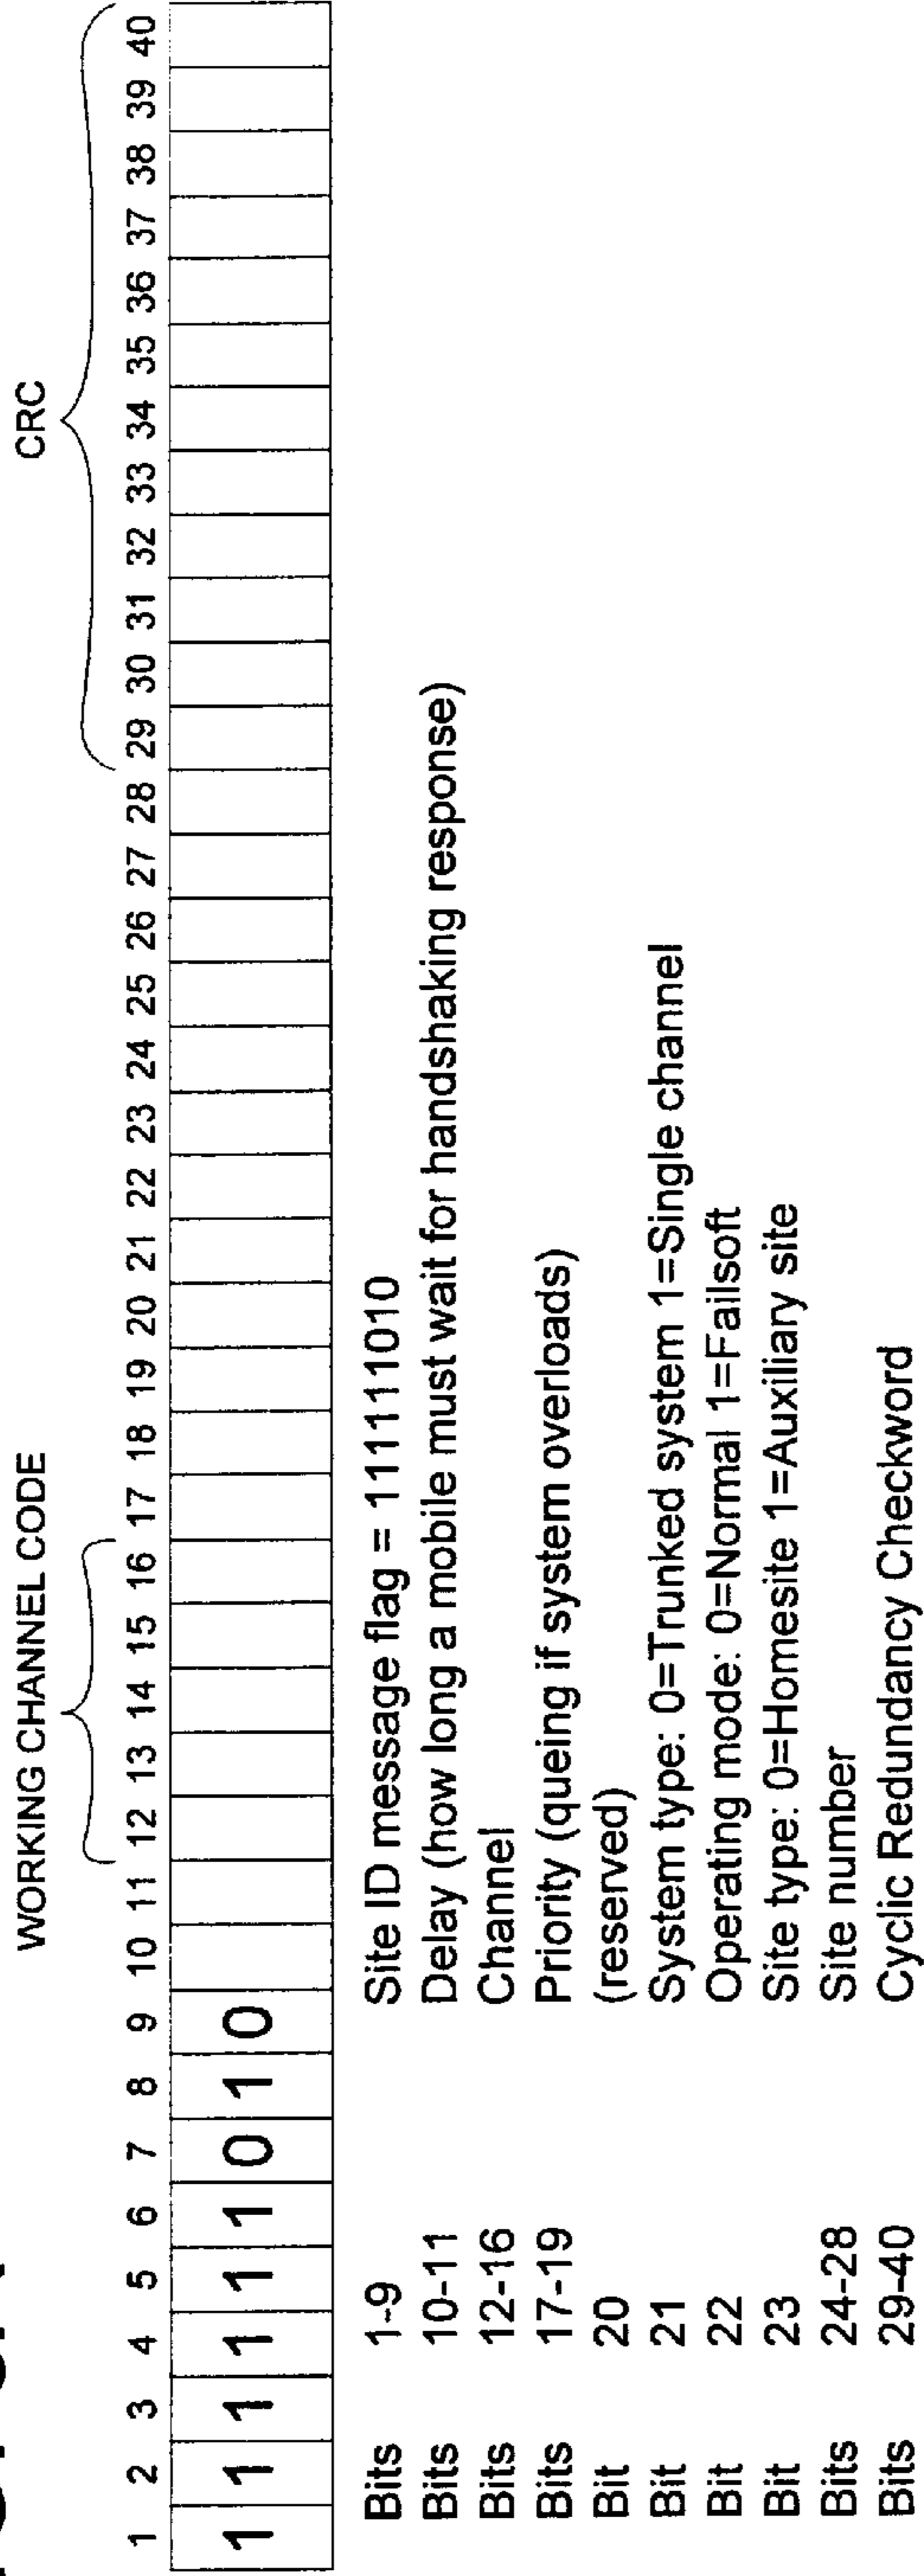 WORKING CHANNEL CODE CRC
1 2 3 4 5 6 7 8 9 10 11 12 13 14 15 16 17 18 19 20 21 22 23 24 25 26 27 28 29 30 31 32 33 34 35 36 37 38 39 40
1 1 1 1 1 1 0 1 0
Bits 1-9 Site ID message flag = 111111010
Bits 10-11 Delay (how long a mobile must wait for handshaking response)
Bits 12-16 Channel
Bits 17-19 Priority (queing if system overloads)
Bit 20 (reserved)
Bit 21 System type: 0=Trunked system 1=Single channel
Bit 22 Operating mode: 0=Normal 1=Failsoft
Bit 23 Site type: 0=Homesite 1=Auxiliary site
Bits 24-28 Site number
Bits 29-40 Cyclic Redundancy Checkword